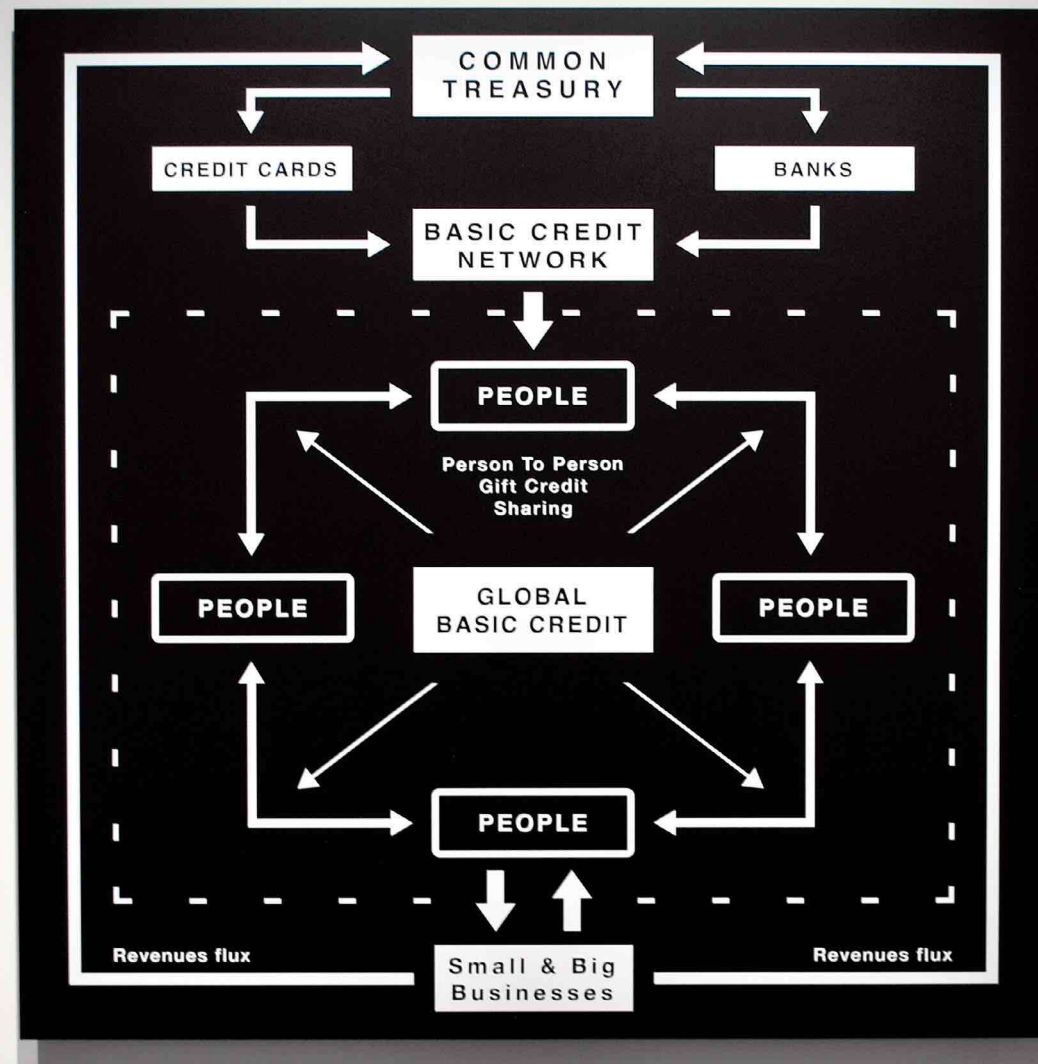 COMMON
TREASURY
CREDIT CARDS
BANKS
BASIC CREDIT
NETWORK
PEOPLE
Person To Person
Gift Credit
Sharing
PEOPLE
GLOBAL
BASIC CREDIT
PEOPLE
PEOPLE
Revenues flux
Revenues flux
Small & Big
Businesses